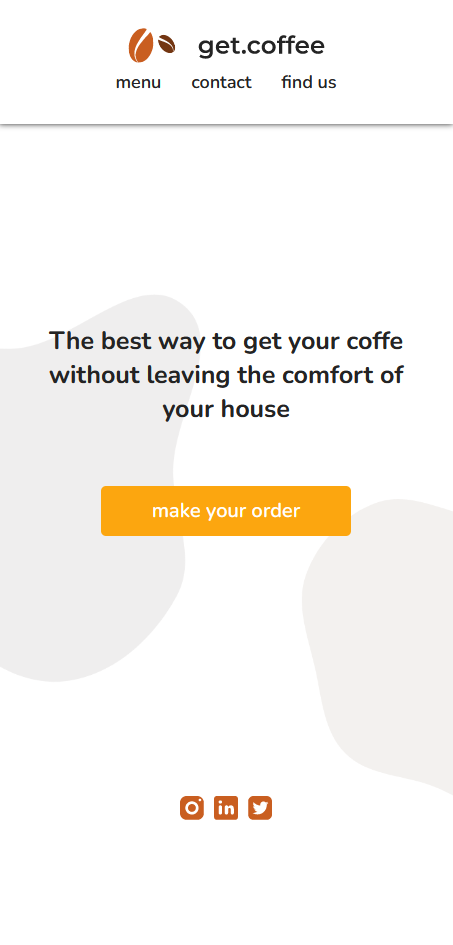 get.coffee
menu contact find us
The best way to get your coffe
without leaving the comfort of
your house
make your order
in